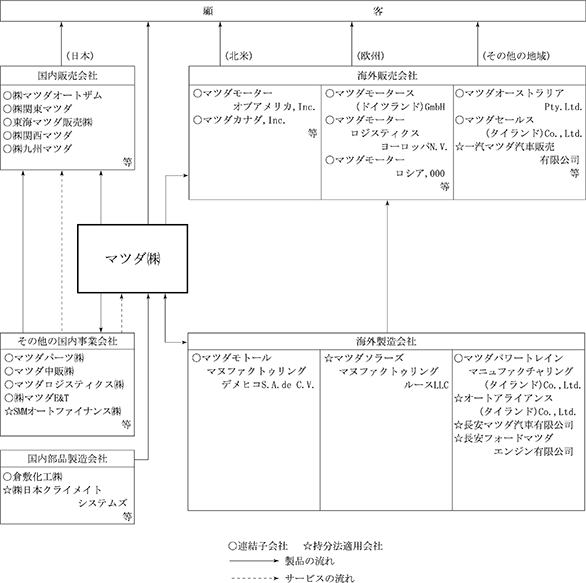 顧　客
(日本)
(北米)
(欧州)
(その他の地域)
国内販売会社
○㈱マツダオートザム
○㈱関東マツダ
○東海マツダ販売㈱
○㈱関西マツダ
○㈱九州マツダ
等
海外販売会社
○マツダモーター
オブアメリカ,Inc.
○マツダカナダ,Inc.
等
○マツダモータース
(ドイツランド)GmbH
○マツダモーター
ロジスティクス
ヨーロッパN.V.
○マツダモーター
ロシア,OOO
等
○マツダオーストラリア
Pty.Ltd.
○マツダセールス
(タイランド)Co.,Ltd.
☆一汽マツダ汽車販売
有限公司
等
マツダ㈱
その他の国内事業会社
○マツダパーツ㈱
○マツダ中販㈱
○マツダロジスティクス㈱
○㈱マツダE&T
☆SMMオートファイナンス㈱
等
国内部品製造会社
○倉敷化工㈱
☆㈱日本クライメイト
システムズ
等
海外製造会社
○マツダモトール
マヌファクトゥリング
デメヒコS.A.de C.V.
☆マツダソラーズ
マヌファクトゥリング
ルースLLC
○マツダパワートレイン
マニュファクチャリング
(タイランド)Co.,Ltd.
☆オートアライアンス
(タイランド)Co.,Ltd.
☆長安マツダ汽車有限公司
☆長安フォードマツダ
エンジン有限公司
○連結子会社　☆持分法適用会社
製品の流れ
サービスの流れ